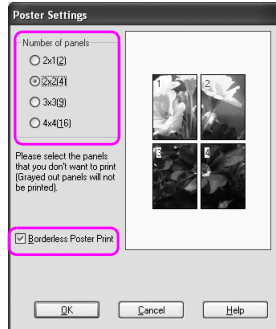 Poster Settings
Number of panels
2x1(2)
2x2(4)
3x3(9)
4x4(16)
1 2
3 4
Please select the panels
that you don't want to print
(Grayed out panels will not
be printed).
Borderless Poster Print
OK Cancel Help